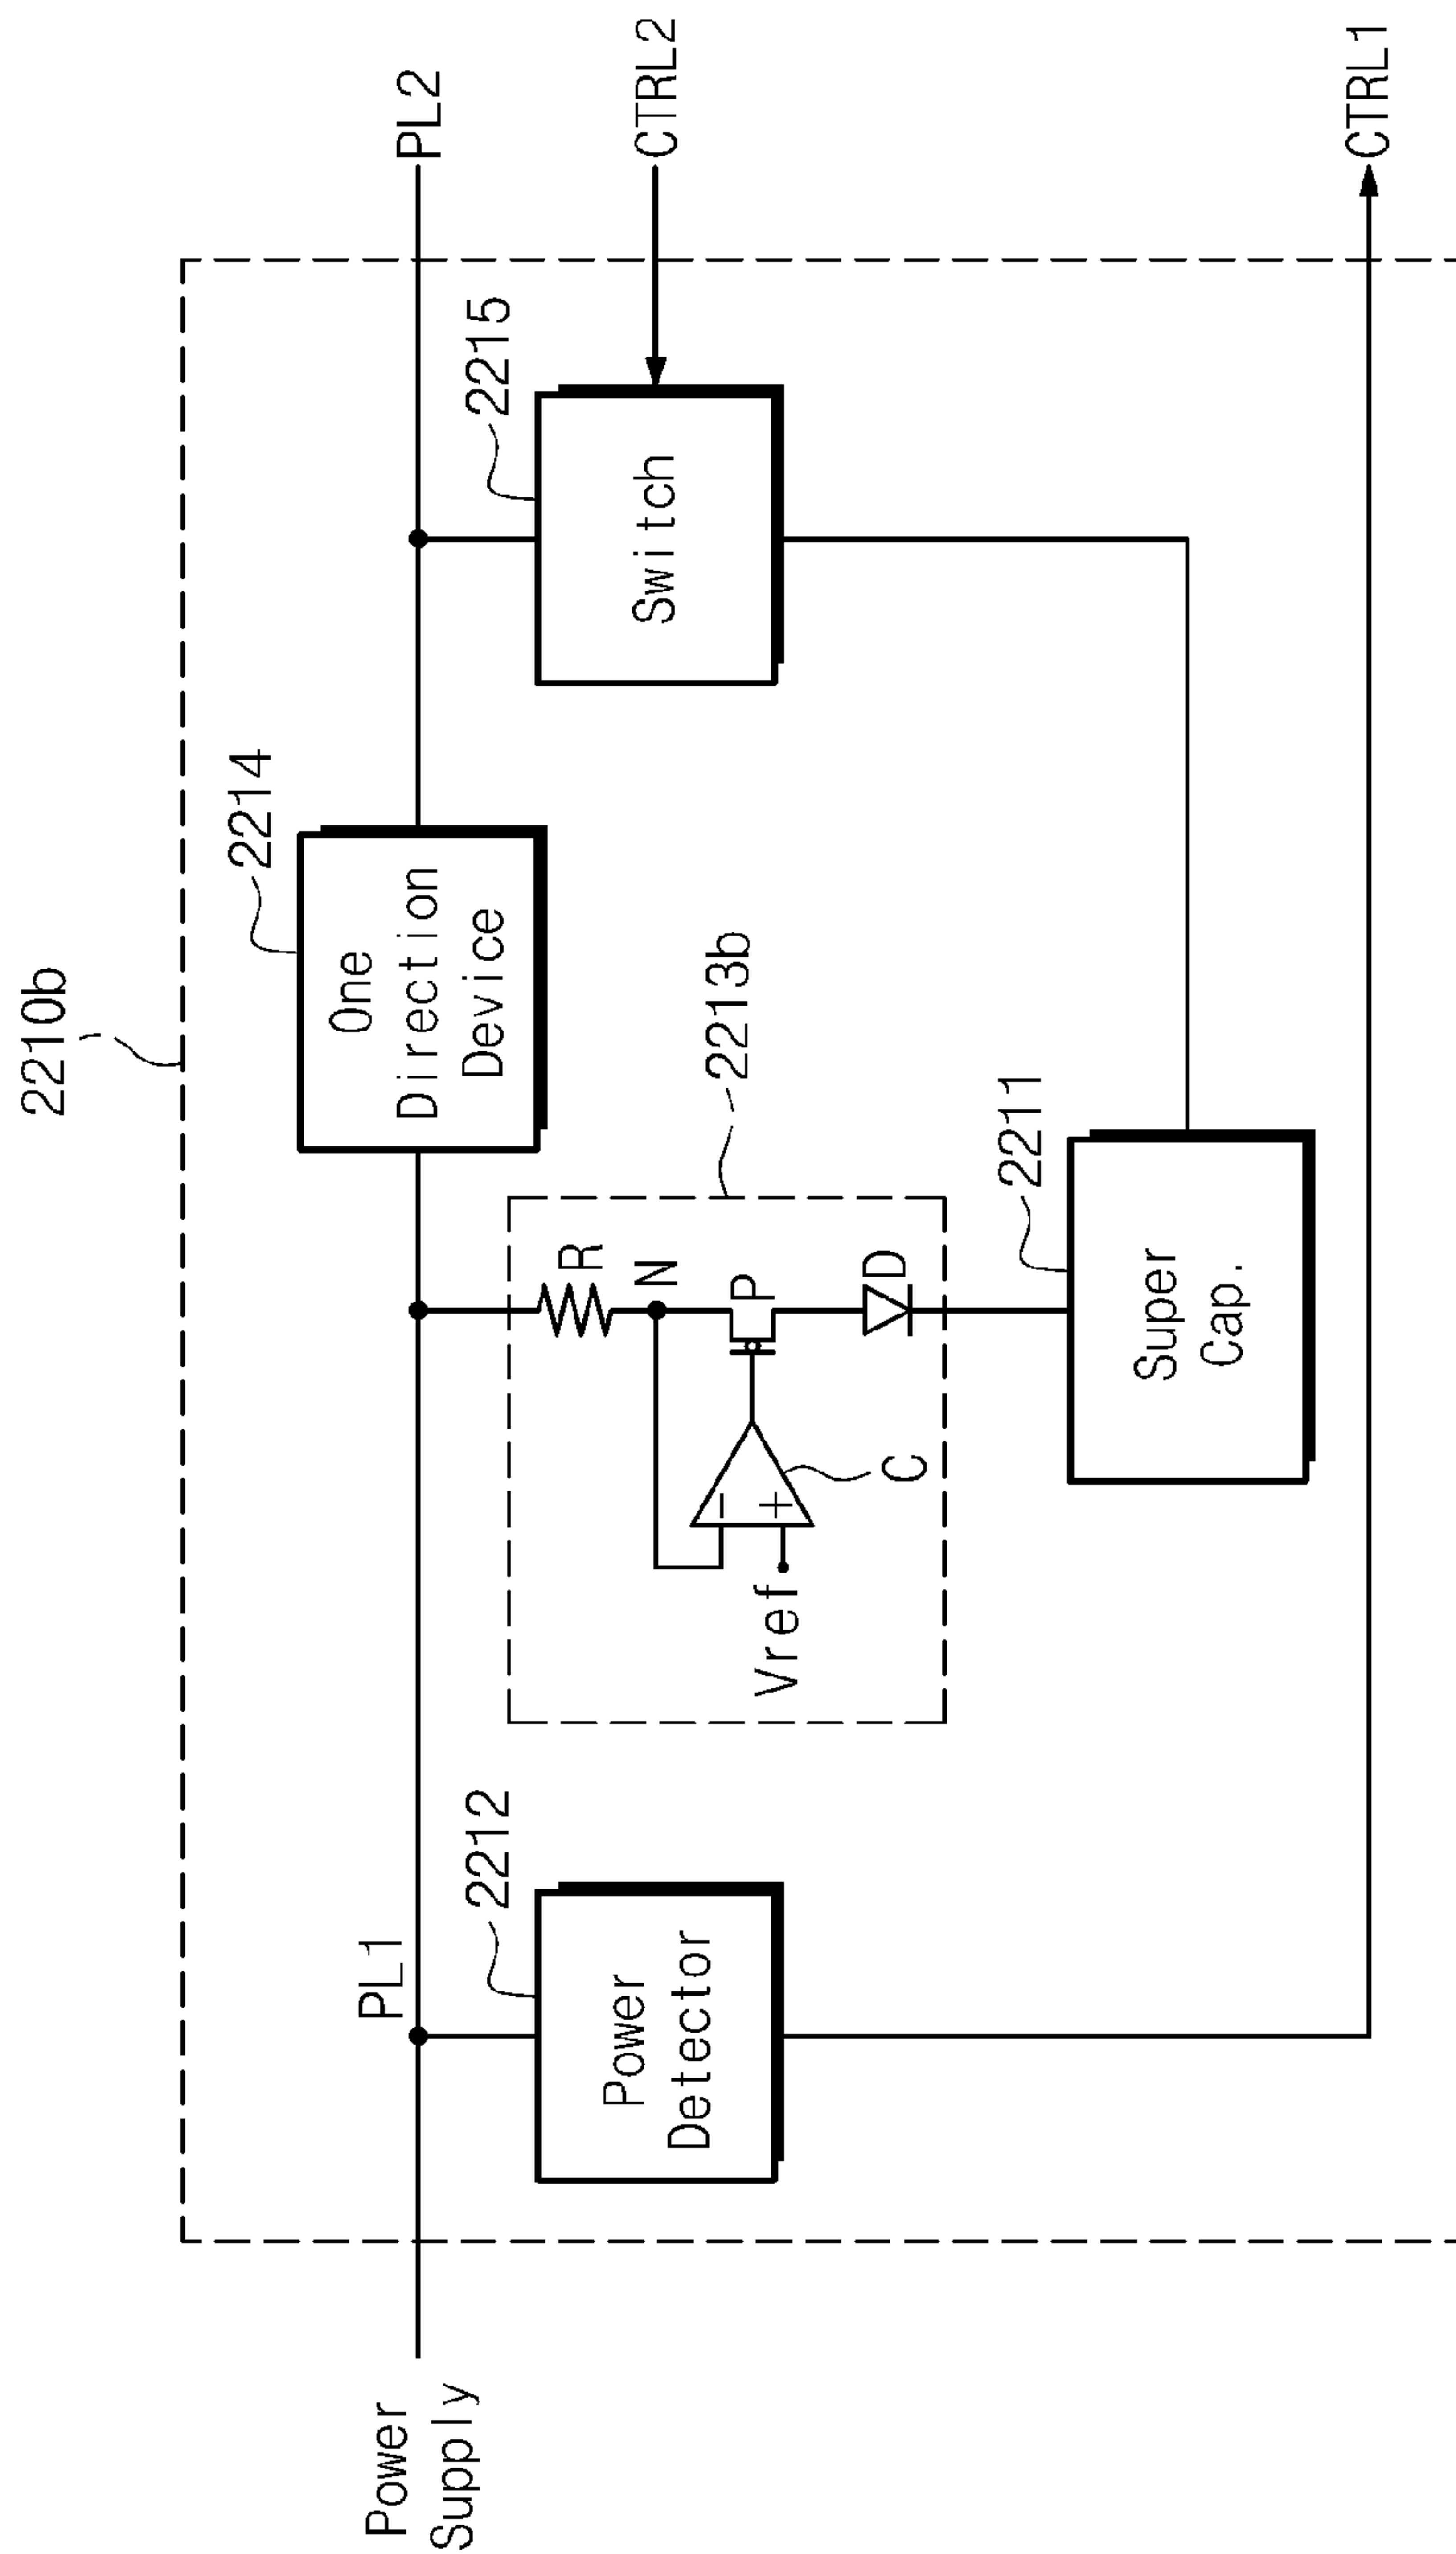 2210b
Power
Supply
PL1
PL2
2214
One
Direction
Device
2212
Power
Detector
2213b
R
N
P
D
C
-
+
Vref
2215
Switch
CTRL2
2211
Super
Cap.
CTRL1